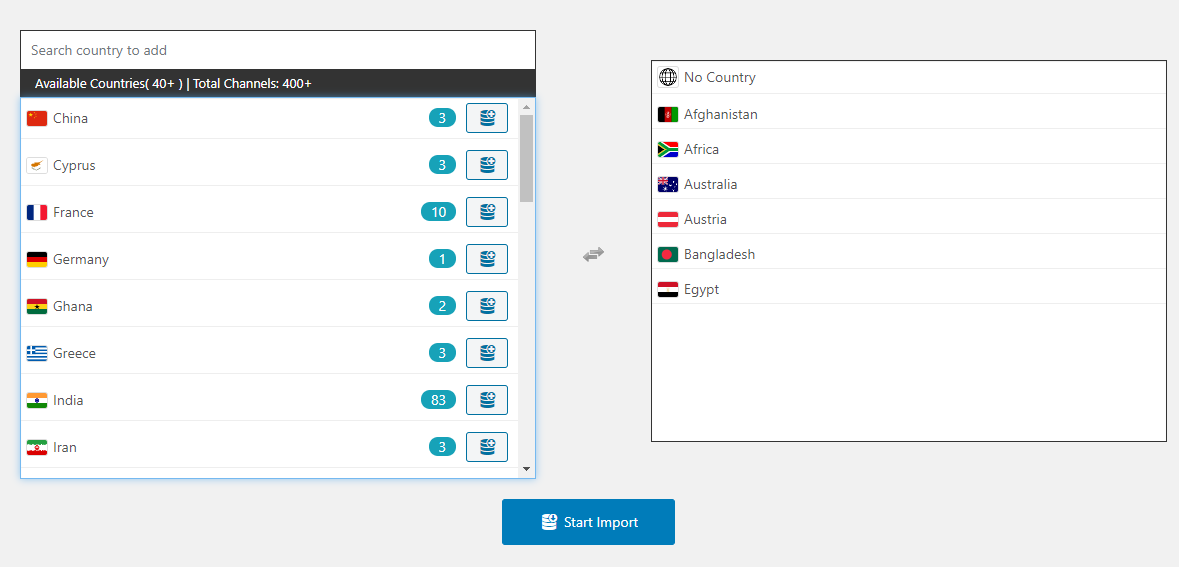 Search country to add
Available Countries( 40+ ) | Total Channels: 400+
China 3
Cyprus 3
France 10
Germany 1
Ghana 2
Greece 3
India 83
Iran 3
No Country
Afghanistan
Africa
Australia
Austria
Bangladesh
Egypt
Start Import